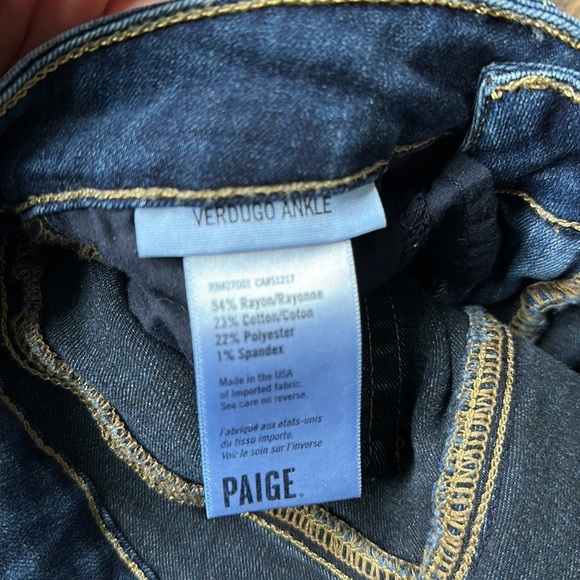 VERDUGO ANKLE
RN#27002 CA#51217
54% Rayon/Rayonne
23% Cotton/Coton
22% Polyester
1% Spandex
Made in the USA
of Imported fabric.
See care on reverse.
Fabriqué aux états-unis
du tissu importe.
Voir le soin sur l'inverse
PAIGE